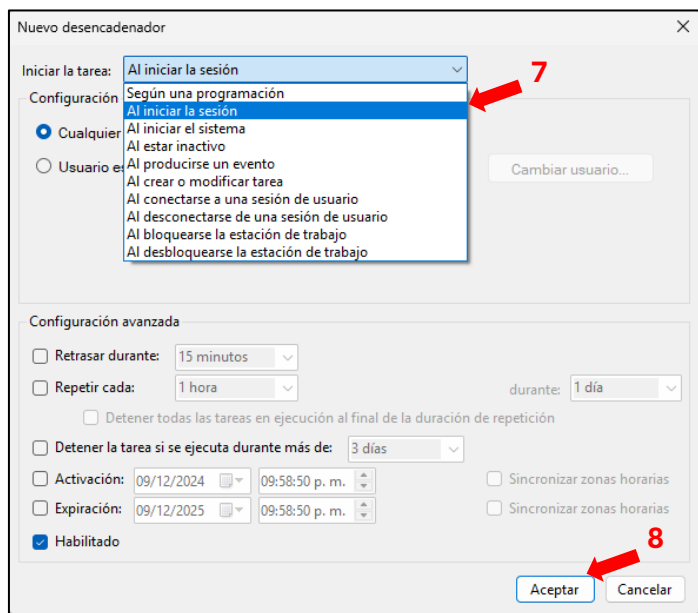 Nuevo desencadenador
Iniciar la tarea: Al iniciar la sesión
7
Según una programación
Configuración
Al iniciar la sesión
Cualquier
Al iniciar el sistema
Al estar inactivo
Usuario es
Al producirse un evento
Cambiar usuario...
Al crear o modificar tarea
Al conectarse a una sesión de usuario
Al desconectarse de una sesión de usuario
Al bloquearse la estación de trabajo
Al desbloquearse la estación de trabajo
Configuración avanzada
Retrasar durante: 15 minutos
Repetir cada: 1 hora durante: 1 día
Detener todas las tareas en ejecución al final de la duración de repetición
Detener la tarea si se ejecuta durante más de: 3 días
Activación: 09/12/2024 09:58:50 p. m. Sincronizar zonas horarias
Expiración: 09/12/2025 09:58:50 p. m. Sincronizar zonas horarias
Habilitado
8
Aceptar Cancelar